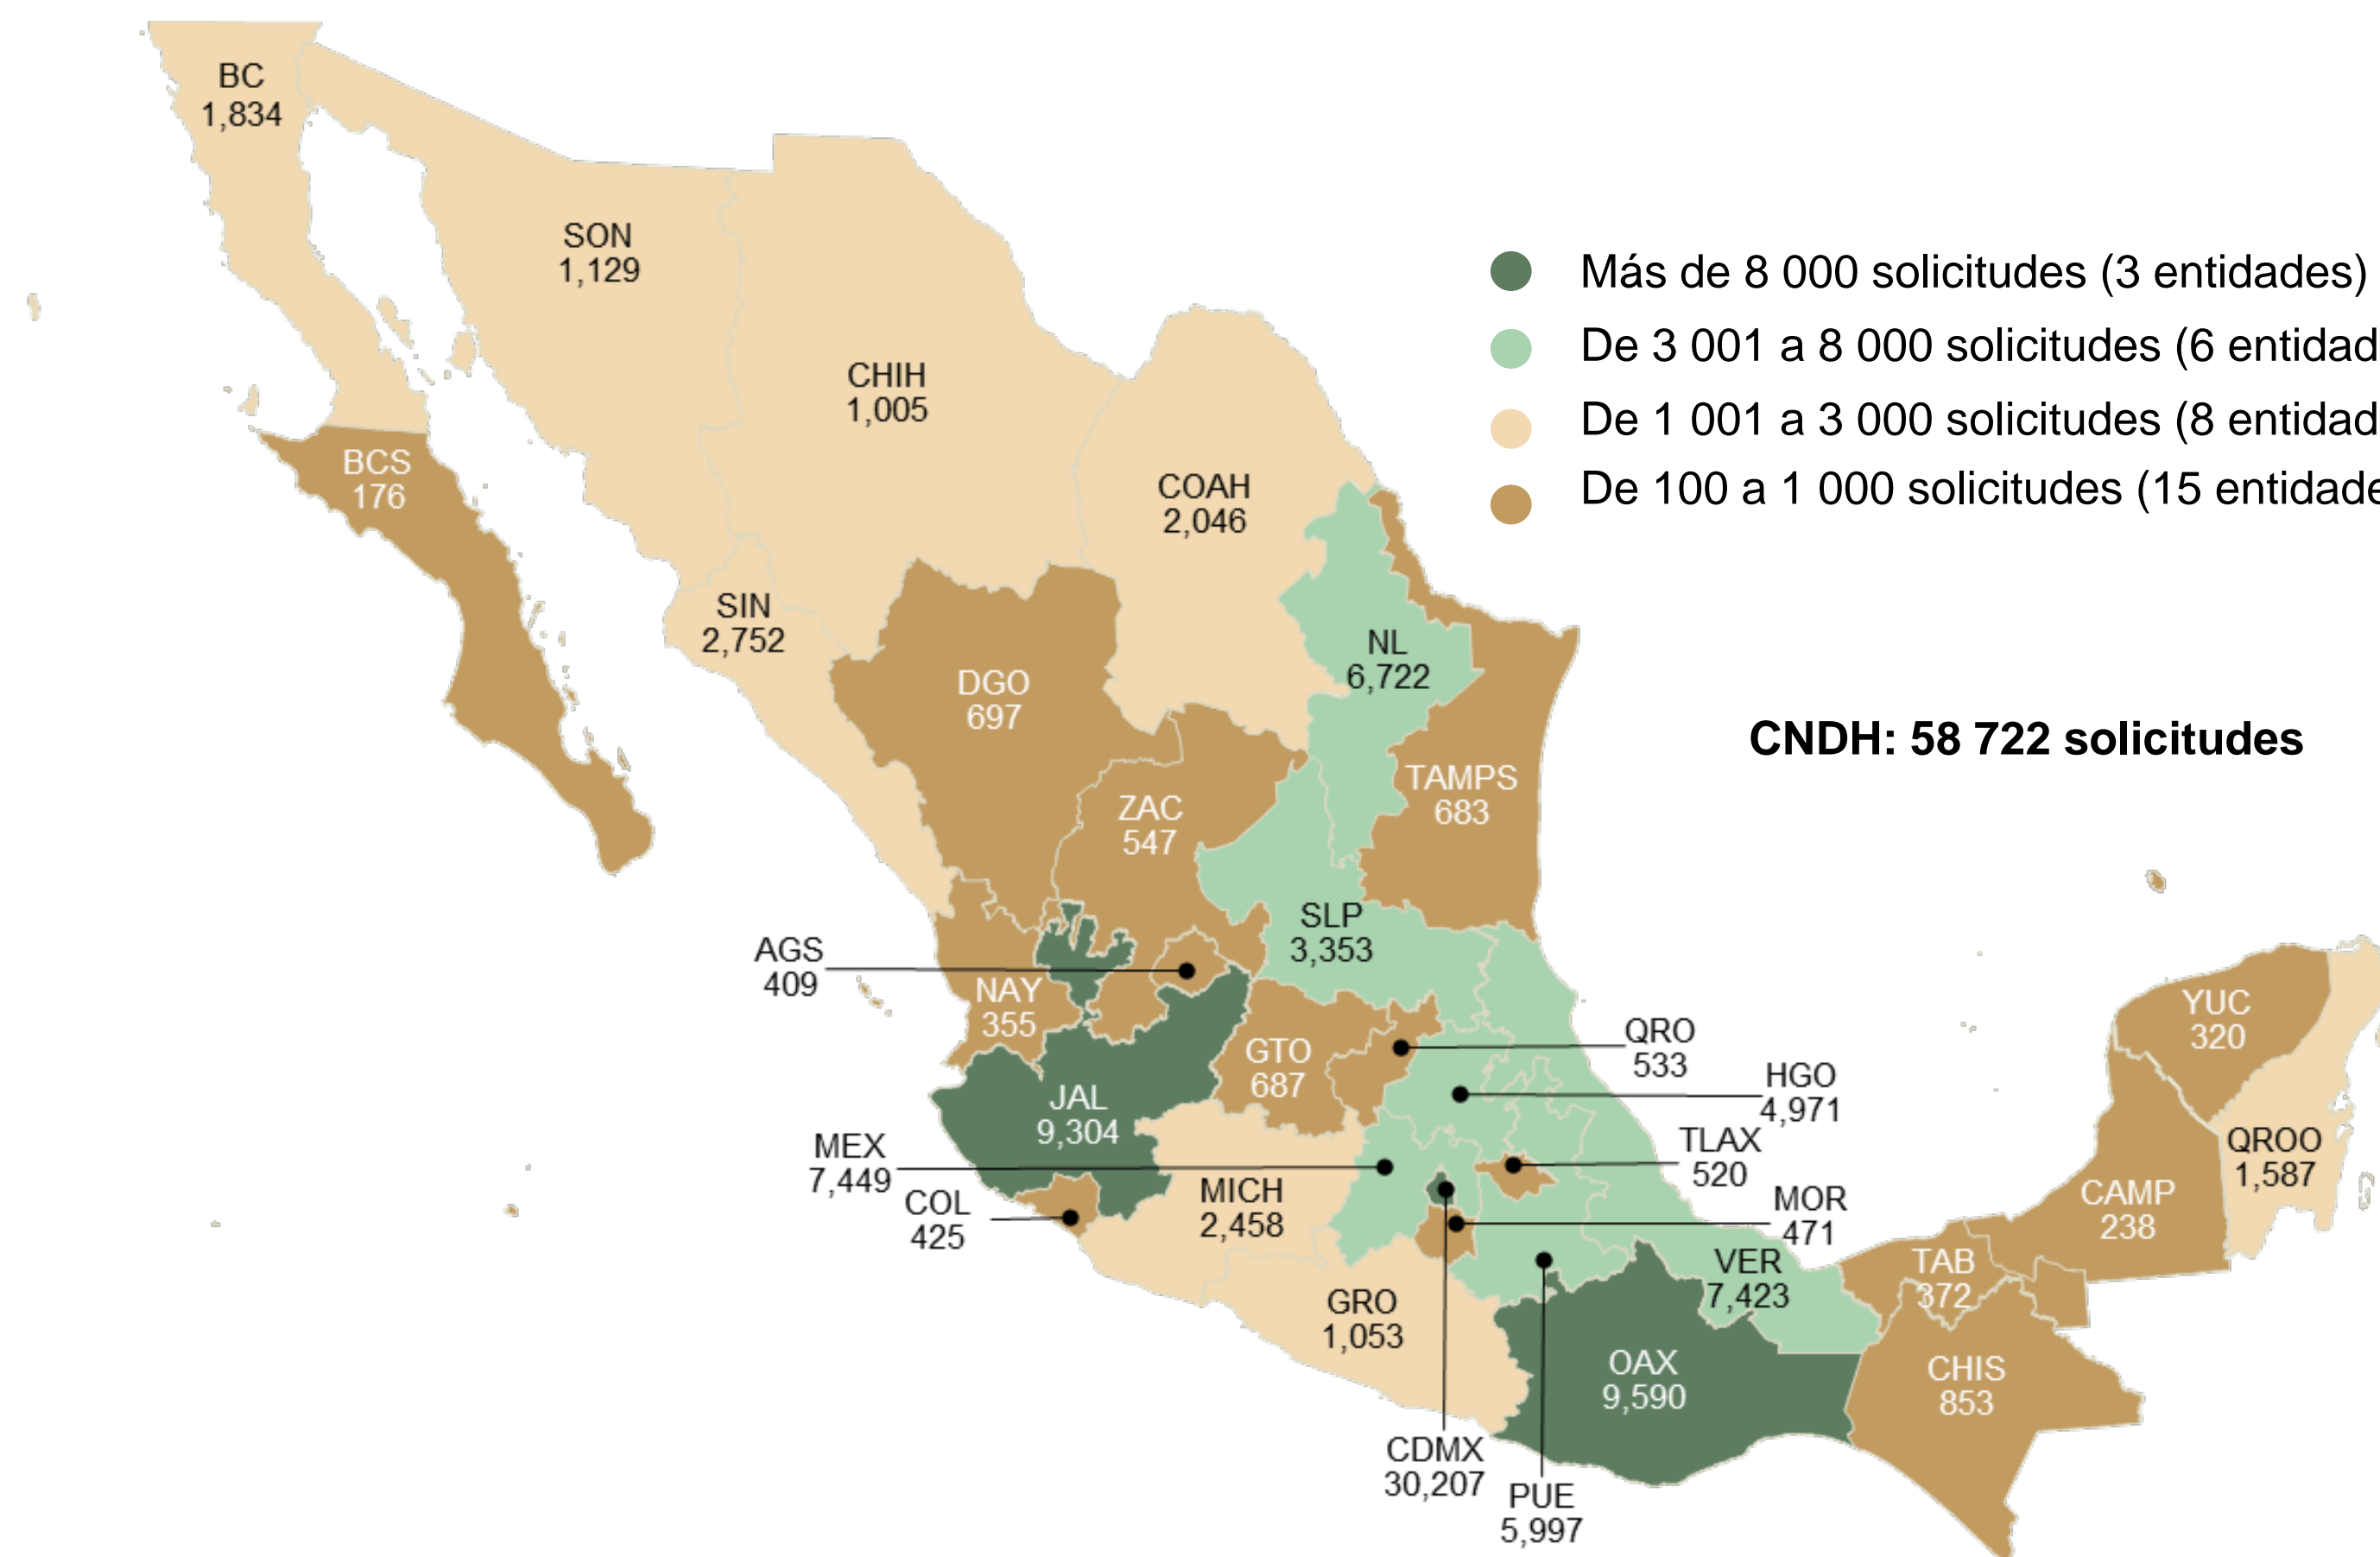 BC
1,834
SON
1,129
Más de 8 000 solicitudes (3 entidades)
De 3 001 a 8 000 solicitudes (6 entidad
De 1 001 a 3 000 solicitudes (8 entidad
De 100 a 1 000 solicitudes (15 entidade
CHIH
1,005
BCS
176
COAH
2,046
SIN
2,752
NL
6,722
DGO
697
CNDH: 58 722 solicitudes
TAMPS
683
ZAC
547
SLP
3,353
AGS
409
NAY
355
YUC
320
QRO
533
GTO
687
HGO
4,971
JAL
9,304
MEX
7,449
TLAX
520
QROO
1,587
COL
425
MICH
2,458
MOR
471
CAMP
238
VER
7,423
TAB
372
GRO
1,053
OAX
9,590
CHIS
853
CDMX
30,207
PUE
5,997